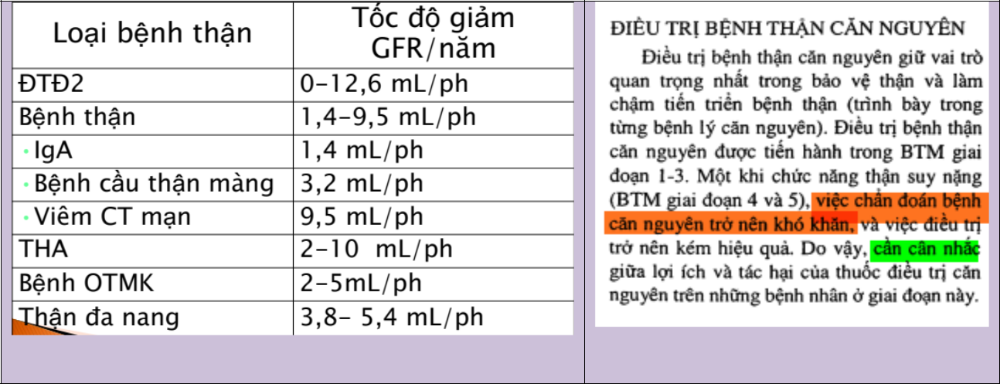 Loại bệnh thận Tốc độ giảm
GFR/năm
ĐTĐ2 0-12,6 mL/ph
Bệnh thận 1,4-9,5 mL/ph
· IgA 1,4 mL/ph
· Bệnh cầu thận màng 3,2 mL/ph
· Viêm CT mạn 9,5 mL/ph
THA 2-10 mL/ph
Bệnh OTMK 2-5mL/ph
Thận đa nang 3,8- 5,4 mL/ph
ĐIỀU TRỊ BỆNH THẬN CĂN NGUYÊN
Điều trị bệnh thận căn nguyên giữ vai trò
quan trọng nhất trong bảo vệ thận và làm
chậm tiến triển bệnh thận (trình bày trong
từng bệnh lý căn nguyên). Điều trị bệnh thận
căn nguyên được tiến hành trong BTM giai
đoạn 1-3. Một khi chức năng thận suy nặng
(BTM giai đoạn 4 và 5), việc chẩn đoán bệnh
căn nguyên trở nên khó khăn, và việc điều trị
trở nên kém hiệu quả. Do vậy, cần cân nhắc
giữa lợi ích và tác hại của thuốc điều trị căn
nguyên trên những bệnh nhân ở giai đoạn này.